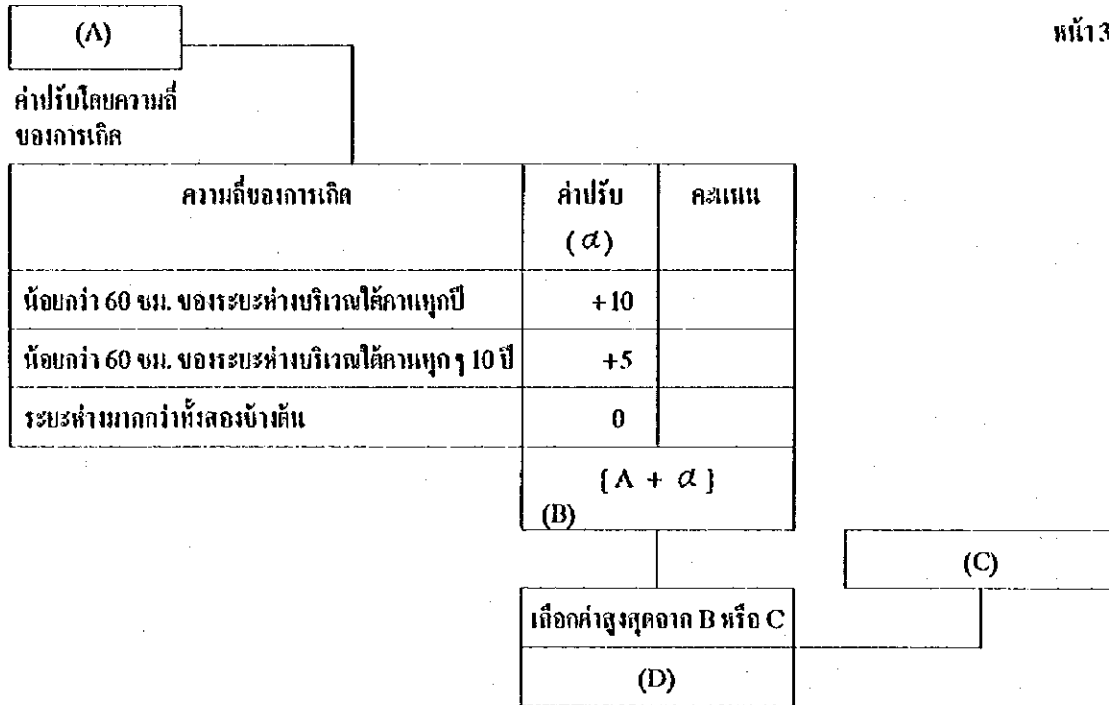 (A)
หน้า 3
ค่าปรับโดยความถี่
ของการเกิด
ความถี่ของการเกิด ค่าปรับ คะแนน
(α)
น้อยกว่า 60 ซม. ของระยะห่างบริเวณใต้คานทุกปี +10
น้อยกว่า 60 ซม. ของระยะห่างบริเวณใต้คานทุก ๆ 10 ปี +5
ระยะห่างมากกว่าทั้งสองข้างต้น 0
{A + α}
(B)
(C)
เลือกค่าสูงสุดจาก B หรือ C
(D)